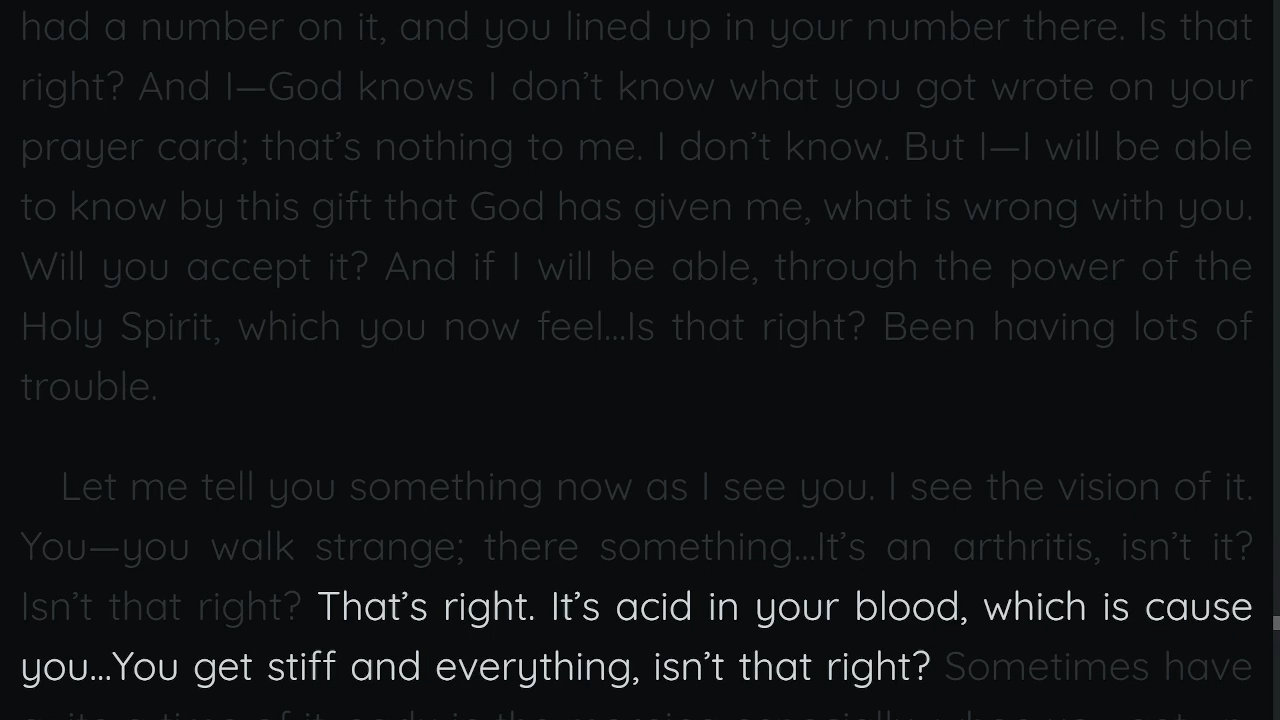 had a number on it, and you lined up in your number there. Is that
right? And I—God knows I don’t know what you got wrote on your
prayer card; that’s nothing to me. I don’t know. But I—I will be able
to know by this gift that God has given me, what is wrong with you.
Will you accept it? And if I will be able, through the power of the
Holy Spirit, which you now feel...Is that right? Been having lots of
trouble.
Let me tell you something now as I see you. I see the vision of it.
You—you walk strange; there something...It’s an arthritis, isn’t it?
Isn’t that right? That’s right. It’s acid in your blood, which is cause
you...You get stiff and everything, isn’t that right? Sometimes have